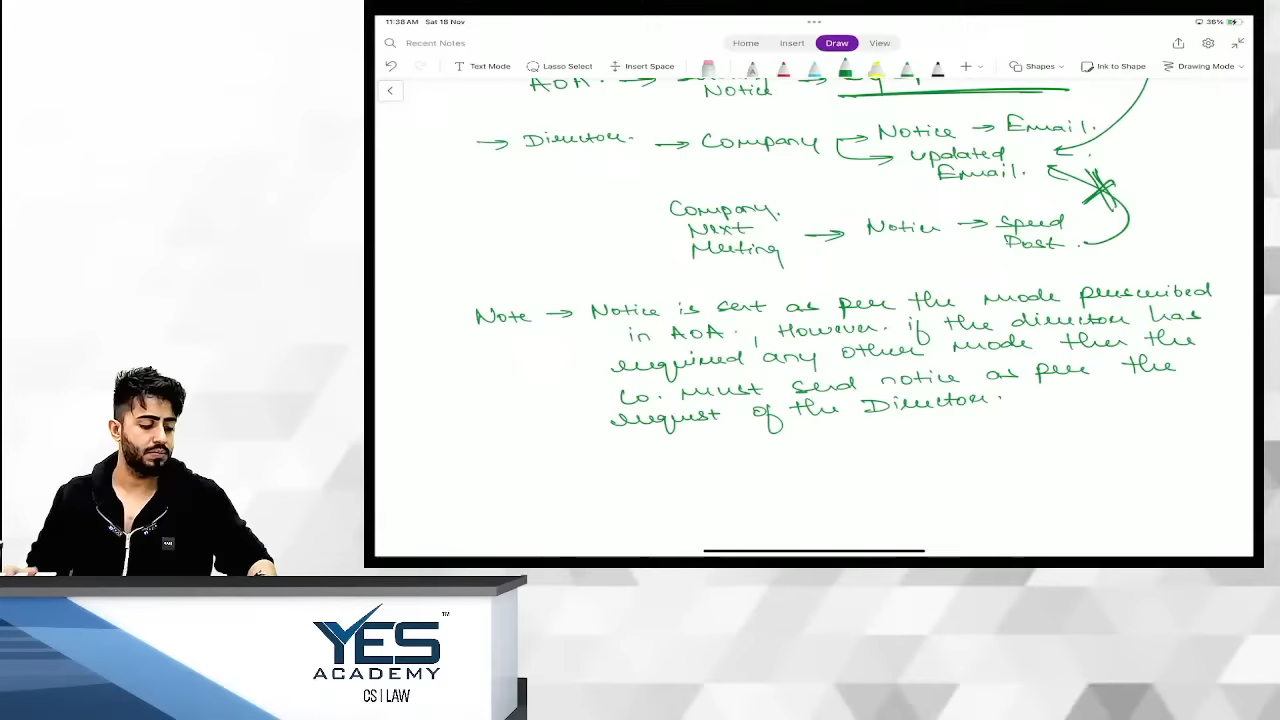 11:38 AM Sat 18 Nov
36%
Recent Notes
Home Insert Draw View
Text Mode Lasso Select Insert Space Shapes Ink to Shape Drawing Mode
AOA. → Notice →
→ Director. → Company → Notice → Email.
→ updated Email.
Company. Next Meeting → Notice → Speed Post.
Note → Notice is sent as per the mode prescribed
in AOA, However if the director has
required any other mode then the
co. must send notice as per the
request of the Director.
YES
TM
ACADEMY
CS | LAW